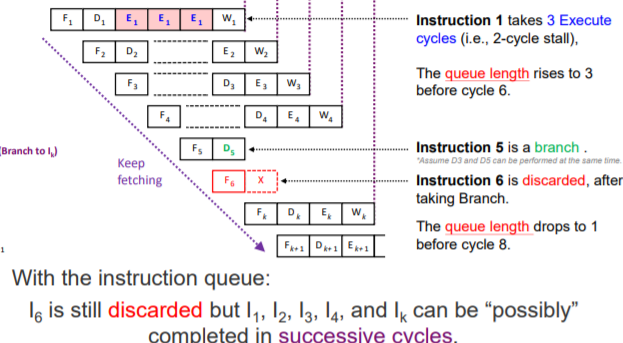 F1 D1 E1 E1 E1 W1
Instruction 1 takes 3 Execute
cycles (i.e., 2-cycle stall),
F2 D2 E2 W2
The queue length rises to 3
F3 D3 E3 W3
before cycle 6.
F4 D4 E4 W4
(Branch to Ik)
F5 D5
Instruction 5 is a branch .
*Assume D3 and D5 can be performed at the same time.
Keep
fetching
F6 X
Instruction 6 is discarded, after
taking Branch.
Fk Dk Ek Wk
The queue length drops to 1
Fk+1 Dk+1 Ek+1
before cycle 8.
1
With the instruction queue:
I6 is still discarded but I1, I2, I3, I4, and Ik can be “possibly”
completed in successive cycles.